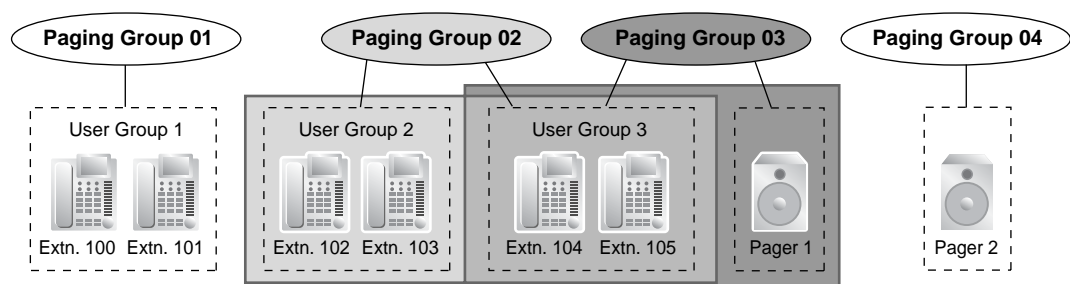 Paging Group 01
Paging Group 02
Paging Group 03
Paging Group 04
User Group 1
User Group 2
User Group 3
Extn. 100
Extn. 101
Extn. 102
Extn. 103
Extn. 104
Extn. 105
Pager 1
Pager 2